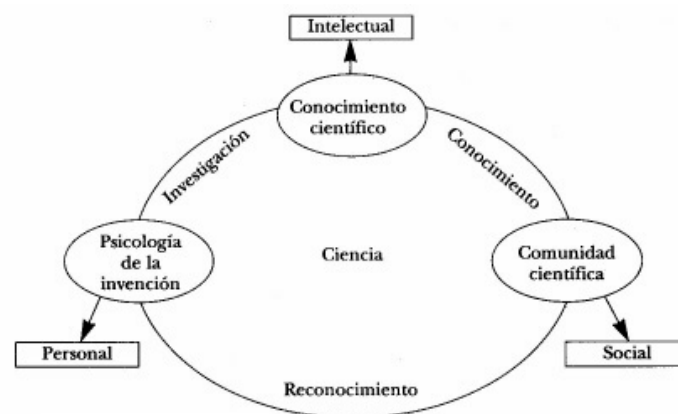 Intelectual
Conocimiento
científico
Investigación
Conocimiento
Psicología
de la
invención
Ciencia
Comunidad
científica
Personal
Social
Reconocimiento